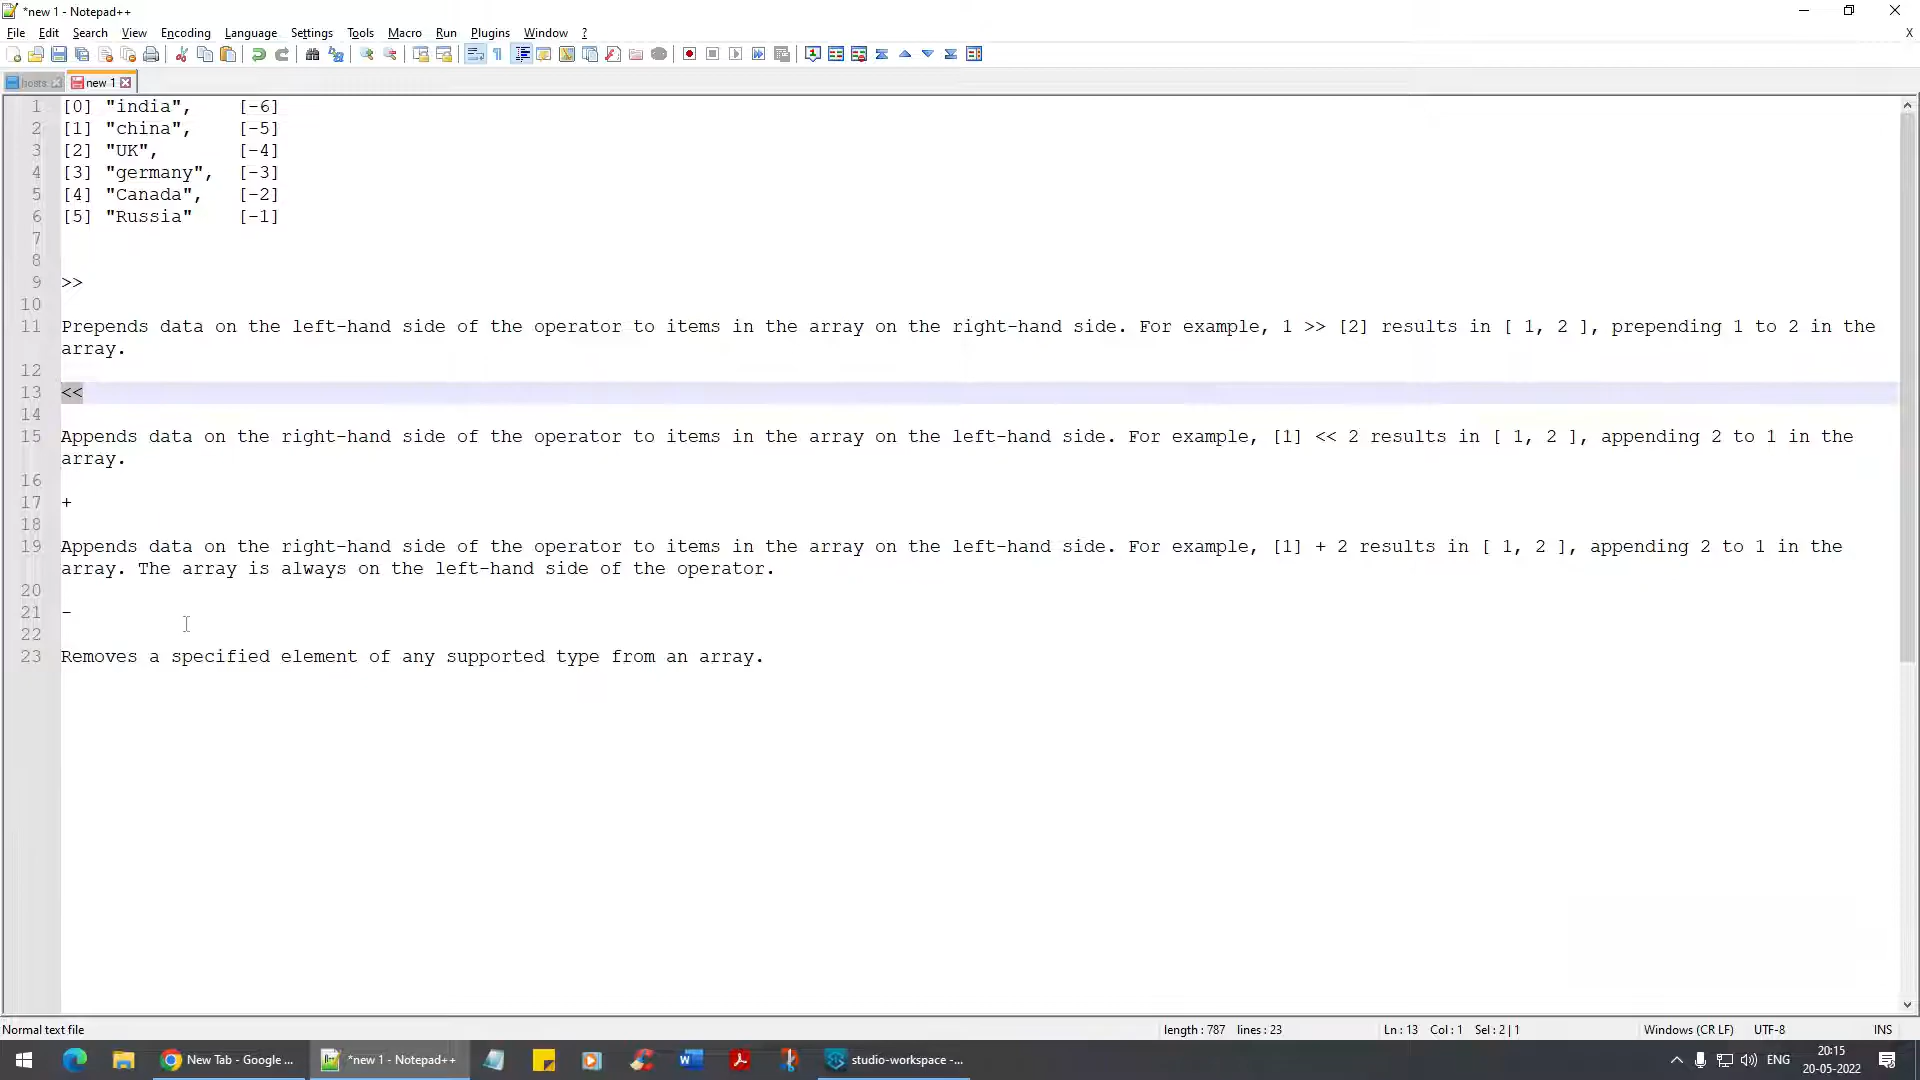 *new 1 - Notepad++
File Edit Search View Encoding Language Settings Tools Macro Run Plugins Window ?
X
hosts new 1
1 [0] "india", [-6]
2 [1] "china", [-5]
3 [2] "UK", [-4]
4 [3] "germany", [-3]
5 [4] "Canada", [-2]
6 [5] "Russia" [-1]
7
8
9 >>
10
11 Prepends data on the left-hand side of the operator to items in the array on the right-hand side. For example, 1 >> [2] results in [ 1, 2 ], prepending 1 to 2 in the
array.
12
13 <<
14
15 Appends data on the right-hand side of the operator to items in the array on the left-hand side. For example, [1] << 2 results in [ 1, 2 ], appending 2 to 1 in the
array.
16
17 +
18
19 Appends data on the right-hand side of the operator to items in the array on the left-hand side. For example, [1] + 2 results in [ 1, 2 ], appending 2 to 1 in the
array. The array is always on the left-hand side of the operator.
20
21 -
22
23 Removes a specified element of any supported type from an array.
Normal text file length : 787 lines : 23 Ln : 13 Col : 1 Sel : 2 | 1 Windows (CR LF) UTF-8 INS
New Tab - Google ... *new 1 - Notepad++ studio-workspace -... ENG 20:15
20-05-2022